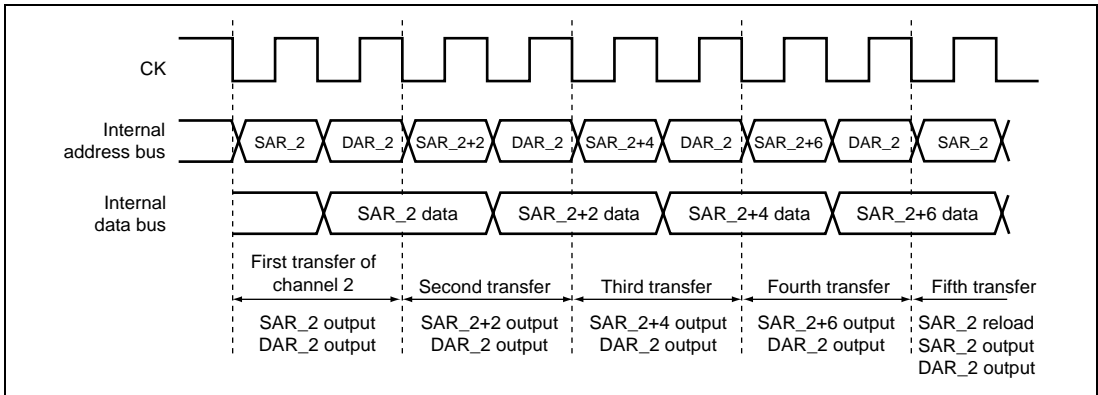 CK
Internal
address bus
SAR_2 DAR_2 SAR_2+2 DAR_2 SAR_2+4 DAR_2 SAR_2+6 DAR_2 SAR_2
Internal
data bus
SAR_2 data SAR_2+2 data SAR_2+4 data SAR_2+6 data
First transfer of
channel 2
Second transfer
Third transfer
Fourth transfer
Fifth transfer
SAR_2 output
DAR_2 output
SAR_2+2 output
DAR_2 output
SAR_2+4 output
DAR_2 output
SAR_2+6 output
DAR_2 output
SAR_2 reload
SAR_2 output
DAR_2 output